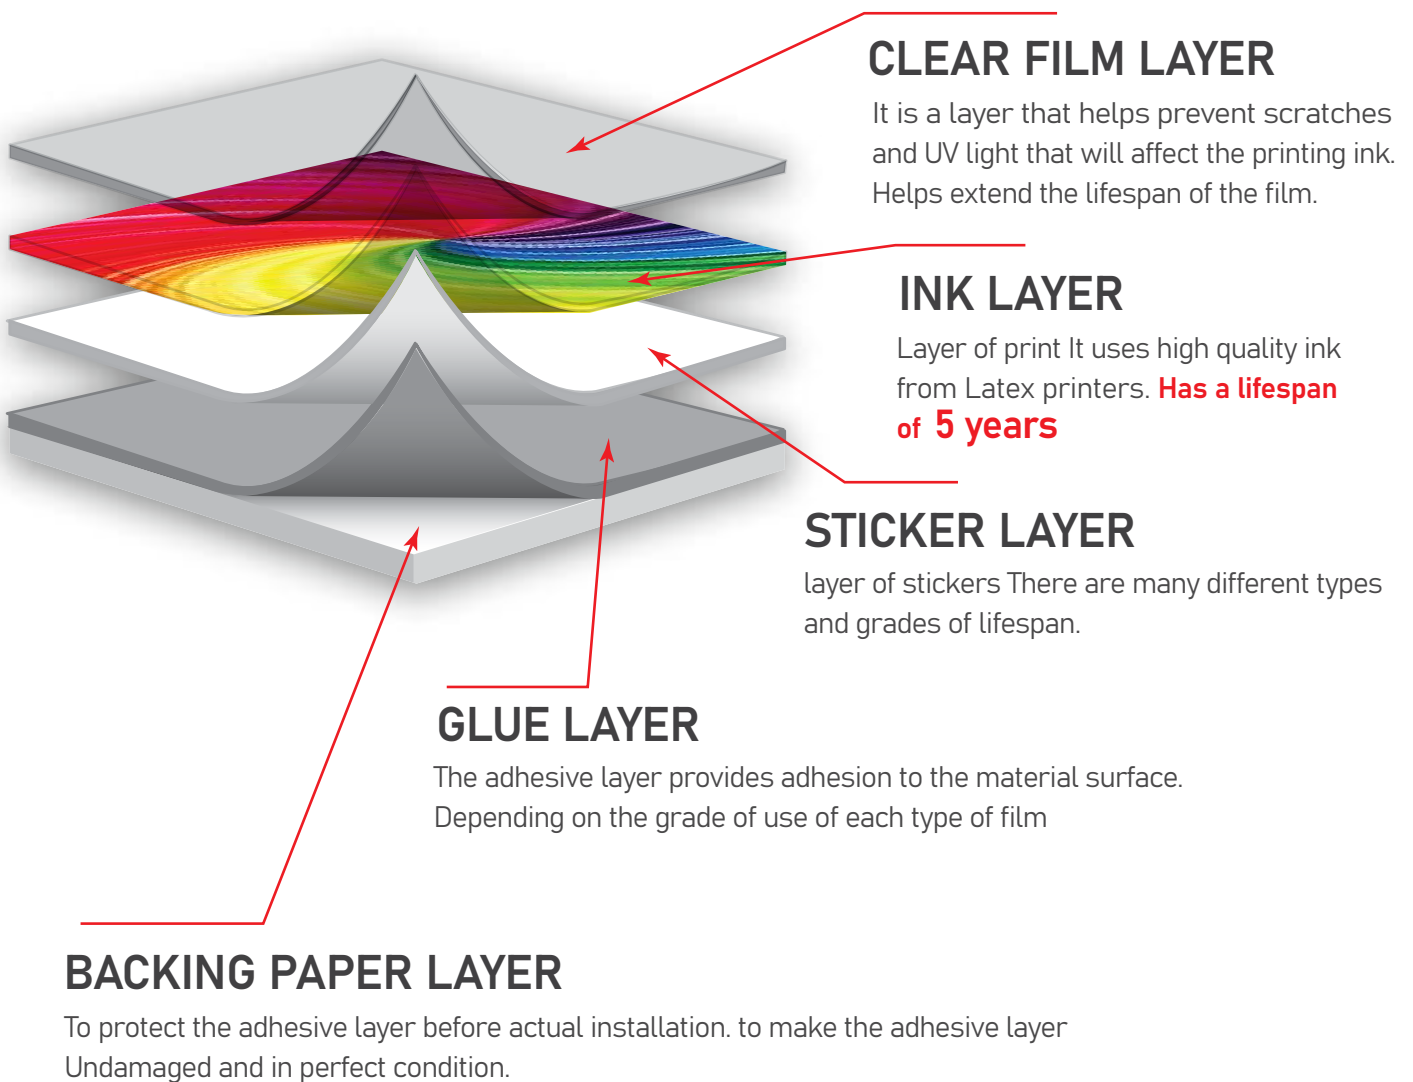 CLEAR FILM LAYER
It is a layer that helps prevent scratches
and UV light that will affect the printing ink.
Helps extend the lifespan of the film.
INK LAYER
Layer of print It uses high quality ink
from Latex printers. Has a lifespan
of 5 years
STICKER LAYER
layer of stickers There are many different types
and grades of lifespan.
GLUE LAYER
The adhesive layer provides adhesion to the material surface.
Depending on the grade of use of each type of film
BACKING PAPER LAYER
To protect the adhesive layer before actual installation. to make the adhesive layer
Undamaged and in perfect condition.